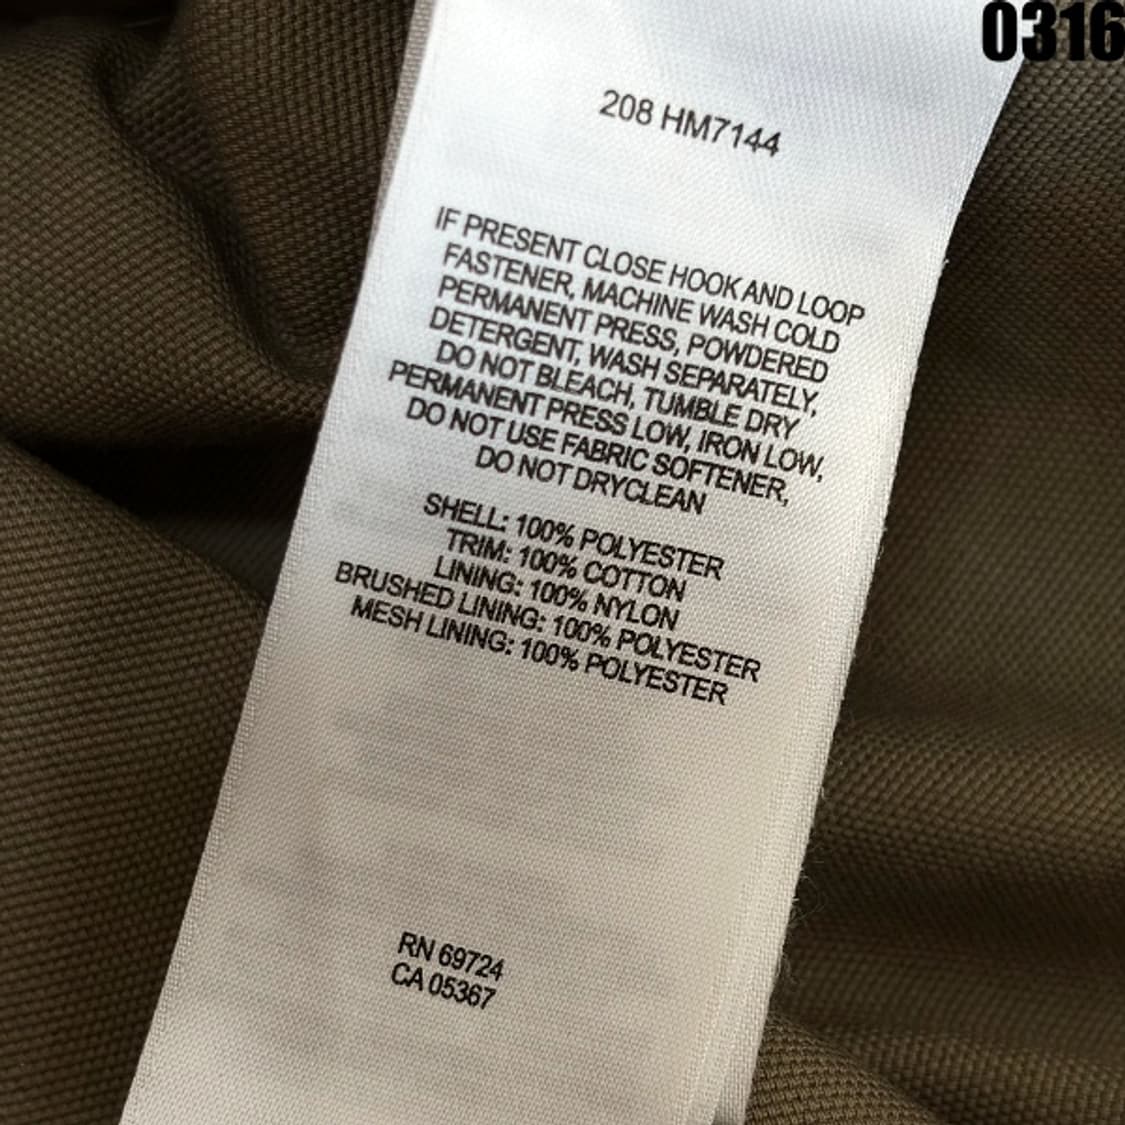 0316
208 HM7144
IF PRESENT CLOSE HOOK AND LOOP
FASTENER, MACHINE WASH COLD
PERMANENT PRESS, POWDERED
DETERGENT, WASH SEPARATELY,
DO NOT BLEACH, TUMBLE DRY
PERMANENT PRESS LOW, IRON LOW,
DO NOT USE FABRIC SOFTENER,
DO NOT DRYCLEAN
SHELL: 100% POLYESTER
TRIM: 100% COTTON
LINING: 100% NYLON
BRUSHED LINING: 100% POLYESTER
MESH LINING: 100% POLYESTER
RN 69724
CA 05367